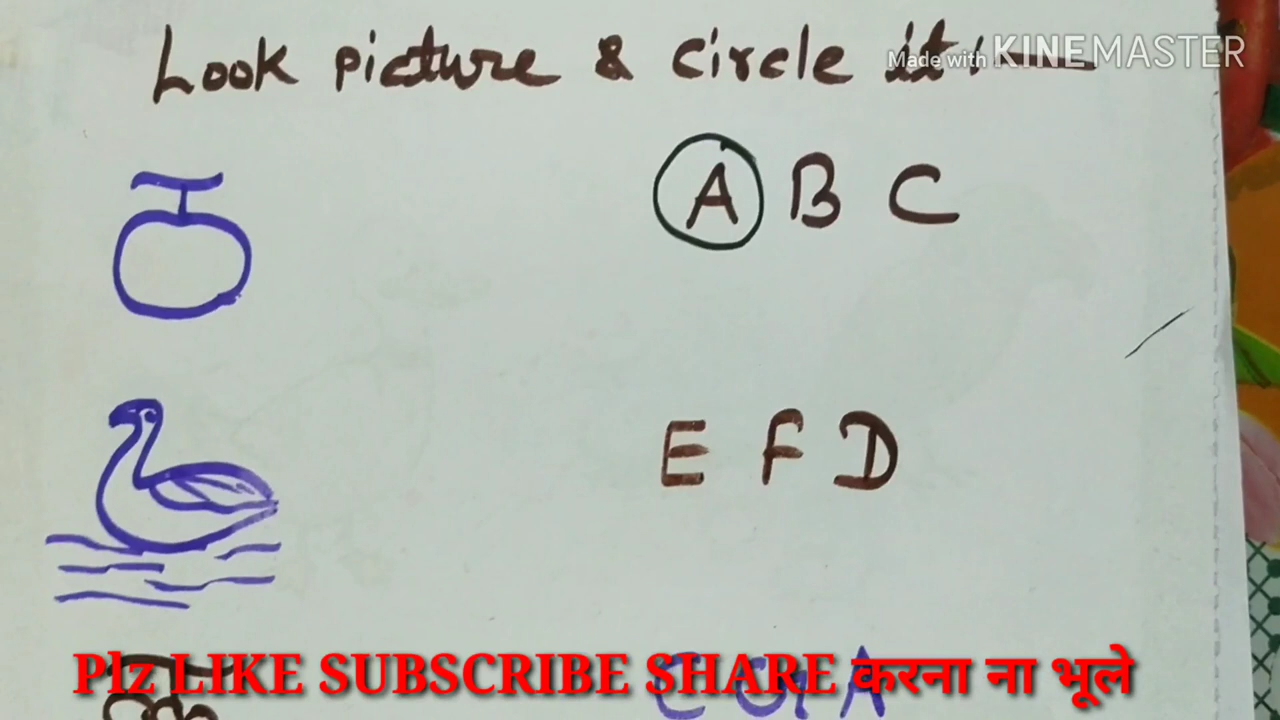 Look picture & circle it :-
Made with KINEMASTER
A B C
E F D
Plz LIKE SUBSCRIBE SHARE करना ना भूले